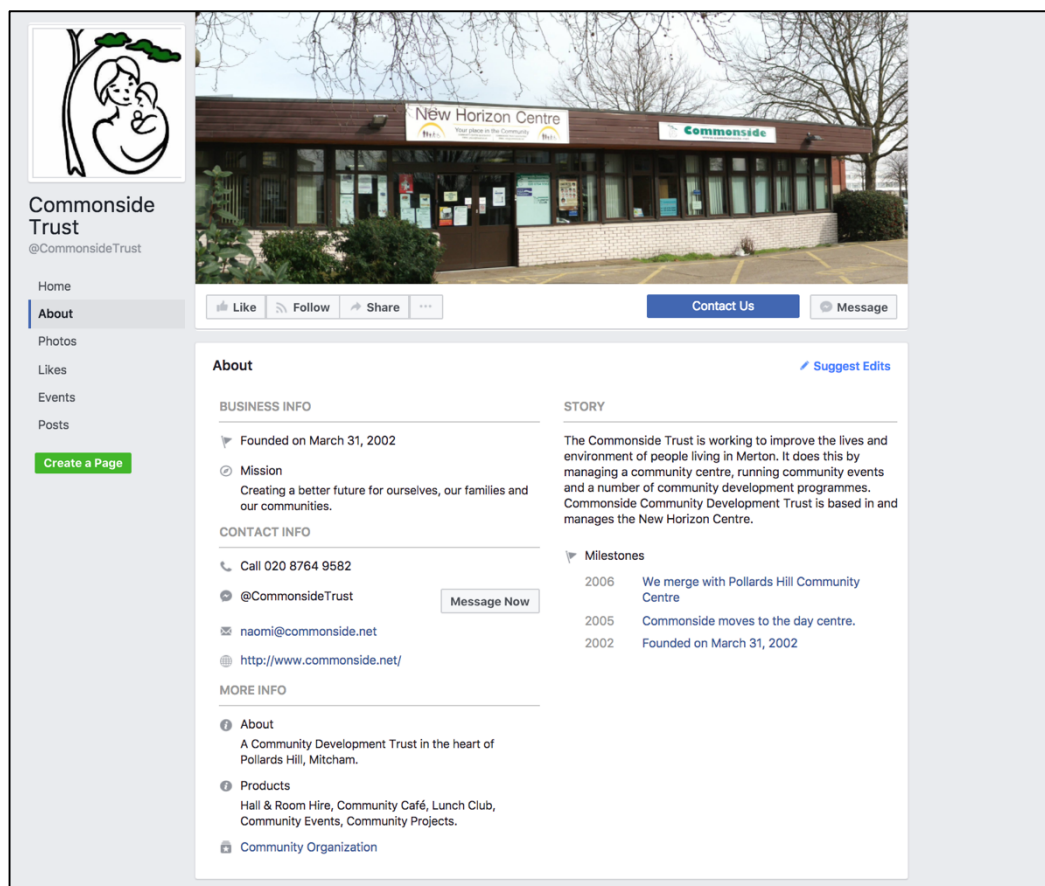 Commonside
Trust
@CommonsideTrust
Home
About
Photos
Likes
Events
Posts
Create a Page
New Horizon Centre
Your place in the Community
Commonside
Like
Follow
Share
Contact Us
Message
About
Suggest Edits
BUSINESS INFO
Founded on March 31, 2002
Mission
Creating a better future for ourselves, our families and
our communities.
CONTACT INFO
Call 020 8764 9582
@CommonsideTrust
Message Now
naomi@commonside.net
http://www.commonside.net/
MORE INFO
About
A Community Development Trust in the heart of
Pollards Hill, Mitcham.
Products
Hall & Room Hire, Community Café, Lunch Club,
Community Events, Community Projects.
Community Organization
STORY
The Commonside Trust is working to improve the lives and
environment of people living in Merton. It does this by
managing a community centre, running community events
and a number of community development programmes.
Commonside Community Development Trust is based in and
manages the New Horizon Centre.
Milestones
2006 We merge with Pollards Hill Community
Centre
2005 Commonside moves to the day centre.
2002 Founded on March 31, 2002